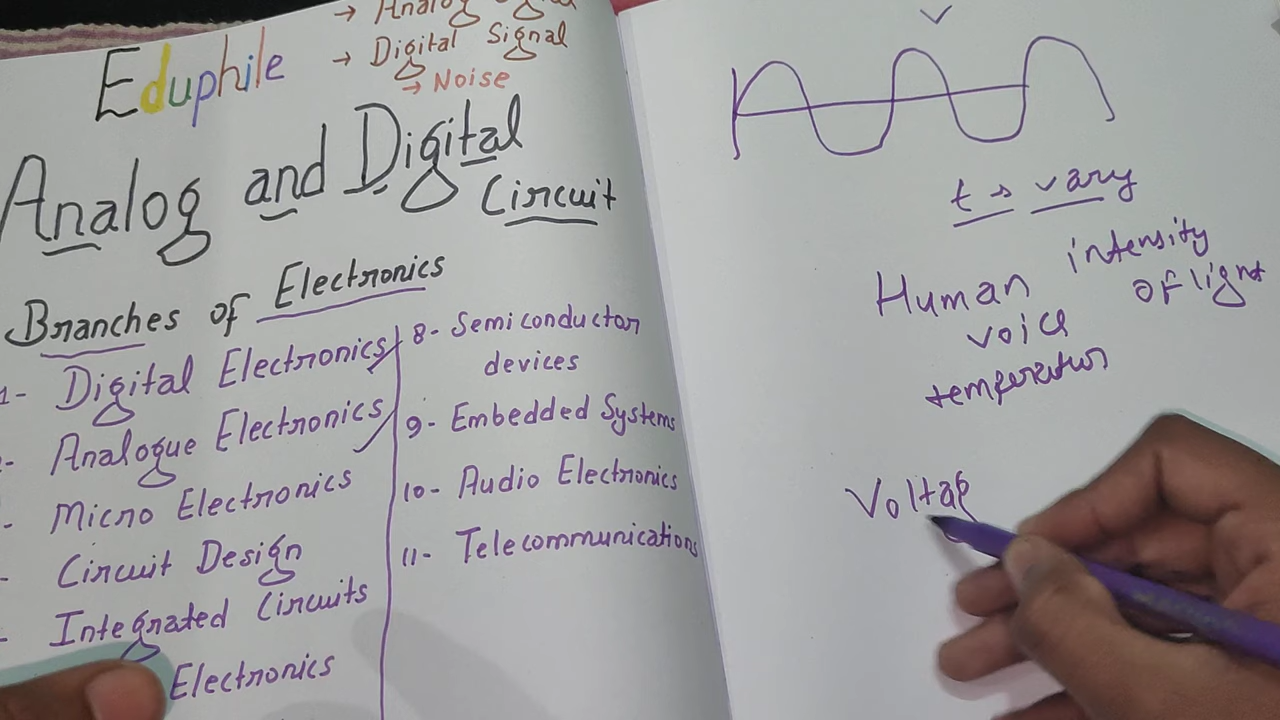 → Analog Signal
Eduphile
→ Digital Signal
→ Noise
Analog and Digital
Circuit
Branches of Electronics
1- Digital Electronics
- Analogue Electronics
- Micro Electronics
- Circuit Design
- Integrated Circuits
Electronics
8- Semiconductor
devices
9- Embedded Systems
10- Audio Electronics
11- Telecommunications
t → vary
Human
voice
intensity
of light
Voltag